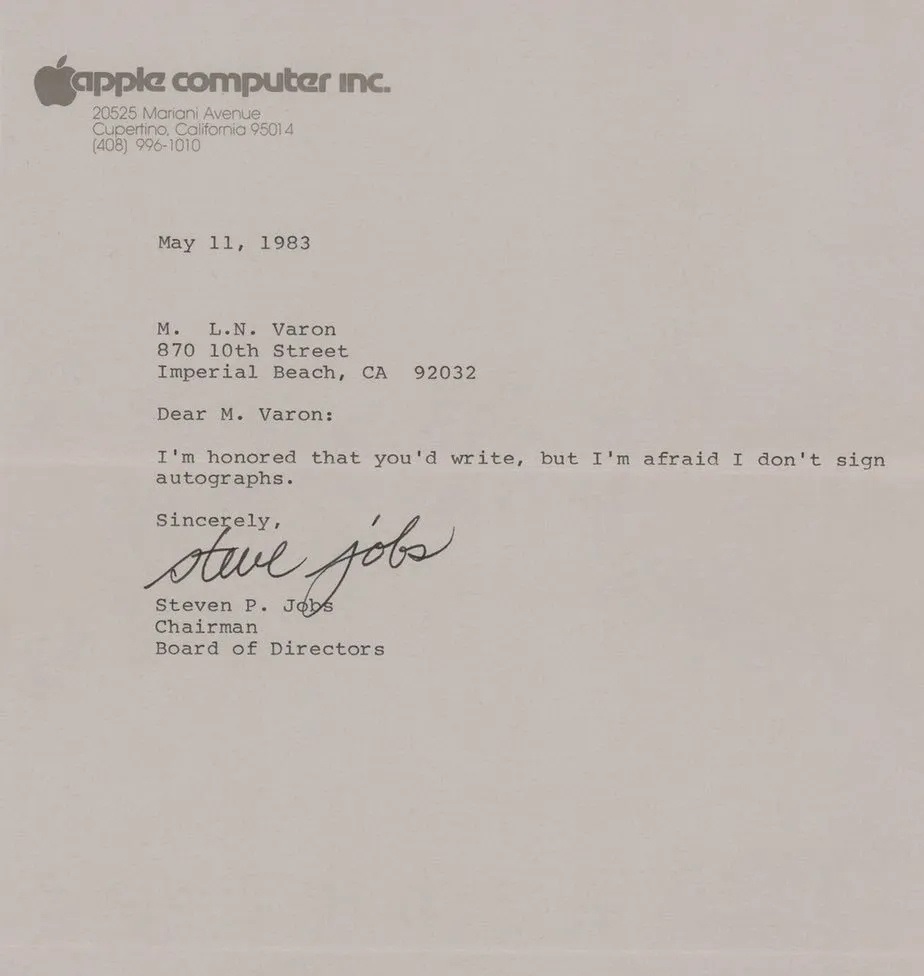 apple computer inc.
20525 Mariani Avenue
Cupertino, California 95014
(408) 996-1010
May 11, 1983
M.  L.N. Varon
870 10th Street
Imperial Beach, CA  92032
Dear M. Varon:
I'm honored that you'd write, but I'm afraid I don't sign
autographs.
Sincerely,
steve jobs
Steven P. Jobs
Chairman
Board of Directors